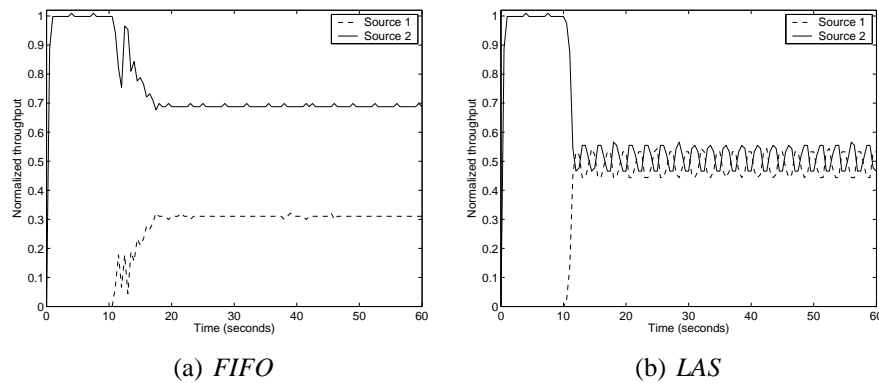 1
0.9
0.8
0.7
0.6
0.5
0.4
0.3
0.2
0.1
0
Normalized throughput
0 10 20 30 40 50 60
Time (seconds)
Source 1
Source 2
(a) FIFO
1
0.9
0.8
0.7
0.6
0.5
0.4
0.3
0.2
0.1
0
Normalized throughput
0 10 20 30 40 50 60
Time (seconds)
Source 1
Source 2
(b) LAS